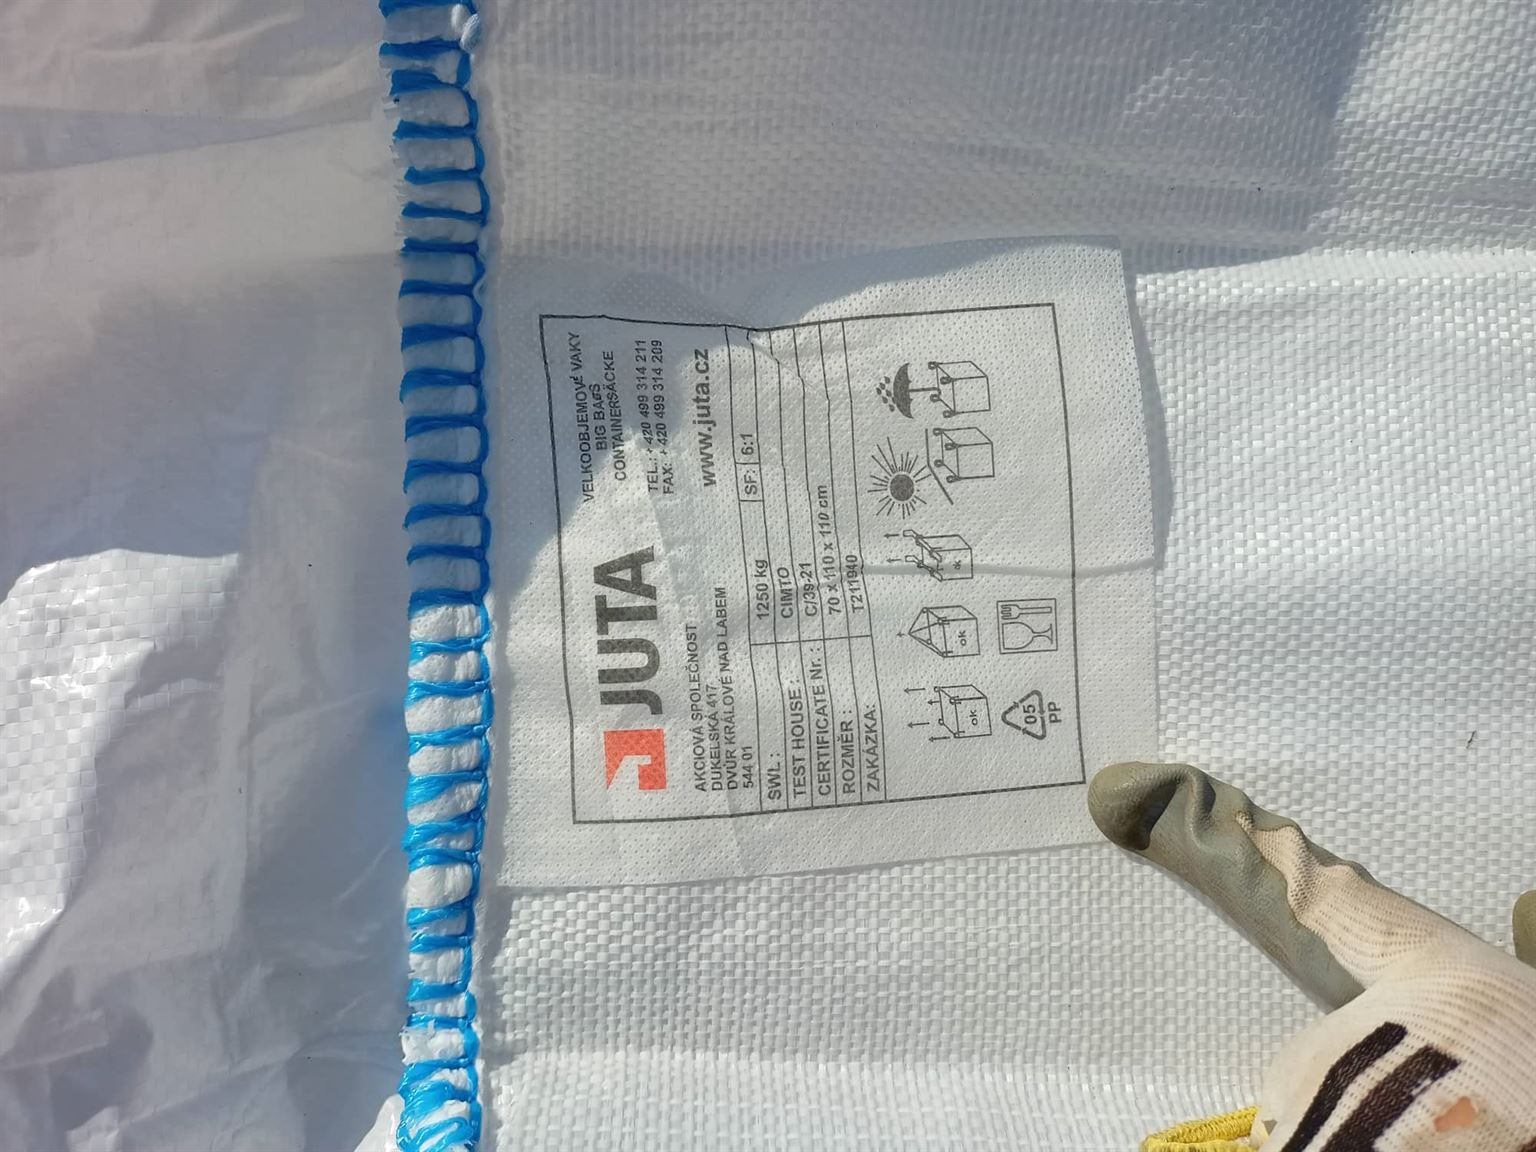 JUTA
VELKOOBJEMOVÉ VAKY
BIG BAGS
CONTAINERSÄCKE
TEL.: +420 499 314 211
FAX: +420 499 314 209
AKCIOVÁ SPOLEČNOST
DUKELSKÁ 417
DVŮR KRÁLOVÉ NAD LABEM
544 01
www.juta.cz
SWL : 1250 kg SF: 6:1
TEST HOUSE : CIMTO
CERTIFICATE Nr. : C/39-21
ROZMĚR : 70 x 110 x 110 cm
ZAKÁZKA: T211940
ok ok ok
05
PP